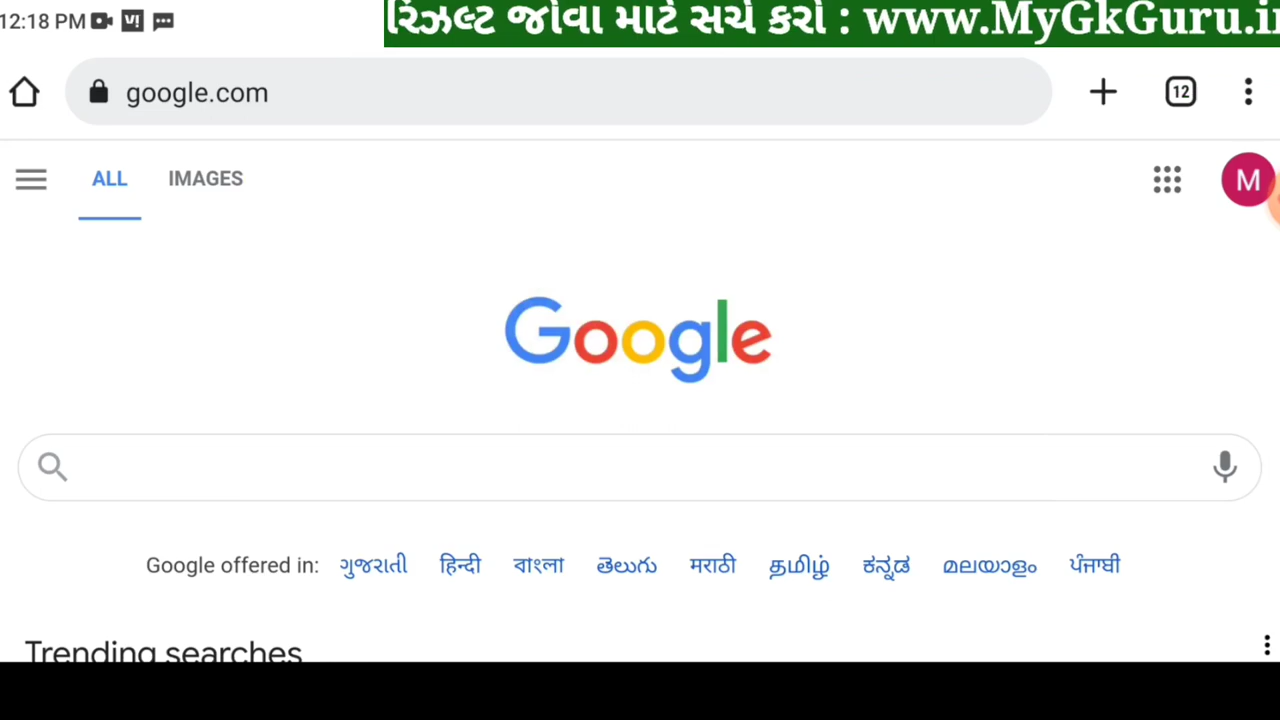 12:18 PM
રિઝલ્ટ જોવા માટે સર્ચ કરો : www.MyGkGuru.in
google.com
12
ALL IMAGES
M
Google
Google offered in: ગુજરાતી हिन्दी বাংলা తెలుగు मराठी தமிழ் ಕನ್ನಡ മലയാളം ਪੰਜਾਬੀ
Trending searches